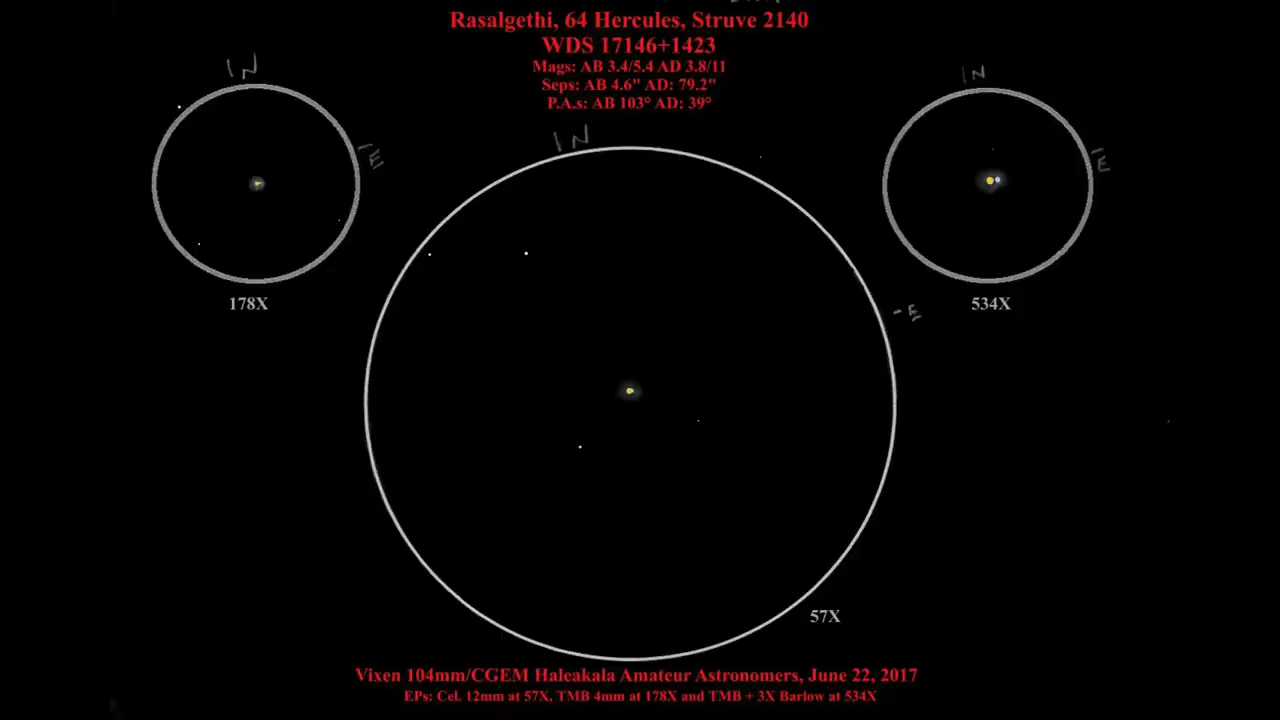 Rasalgethi, 64 Hercules, Struve 2140
WDS 17146+1423
Mags: AB 3.4/5.4 AD 3.8/11
Seps: AB 4.6" AD: 79.2"
P.A.s: AB 103° AD: 39°
N
N
N
E
E
E
178X
534X
57X
Vixen 104mm/CGEM Haleakala Amateur Astronomers, June 22, 2017
EPs: Cel. 12mm at 57X, TMB 4mm at 178X and TMB + 3X Barlow at 534X